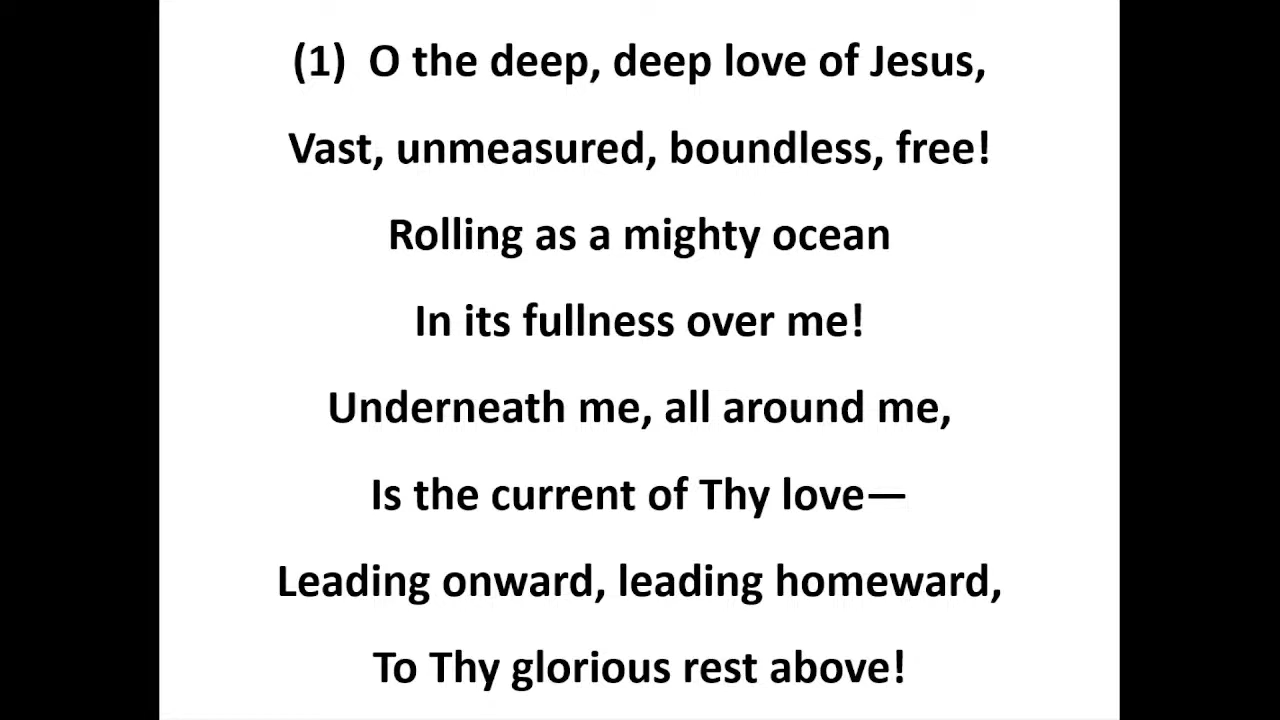 (1) O the deep, deep love of Jesus,
Vast, unmeasured, boundless, free!
Rolling as a mighty ocean
In its fullness over me!
Underneath me, all around me,
Is the current of Thy love—
Leading onward, leading homeward,
To Thy glorious rest above!